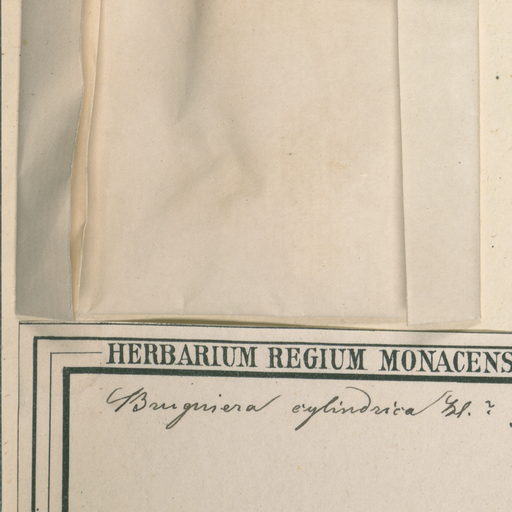 HERBARIUM REGIUM MONACENS
Bruguiera cylindrica Bl.?